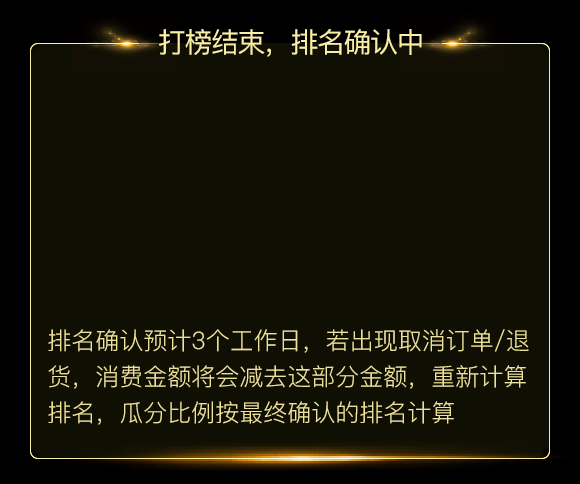 打榜结束，排名确认中
排名确认预计3个工作日，若出现取消订单/退
货，消费金额将会减去这部分金额，重新计算
排名，瓜分比例按最终确认的排名计算